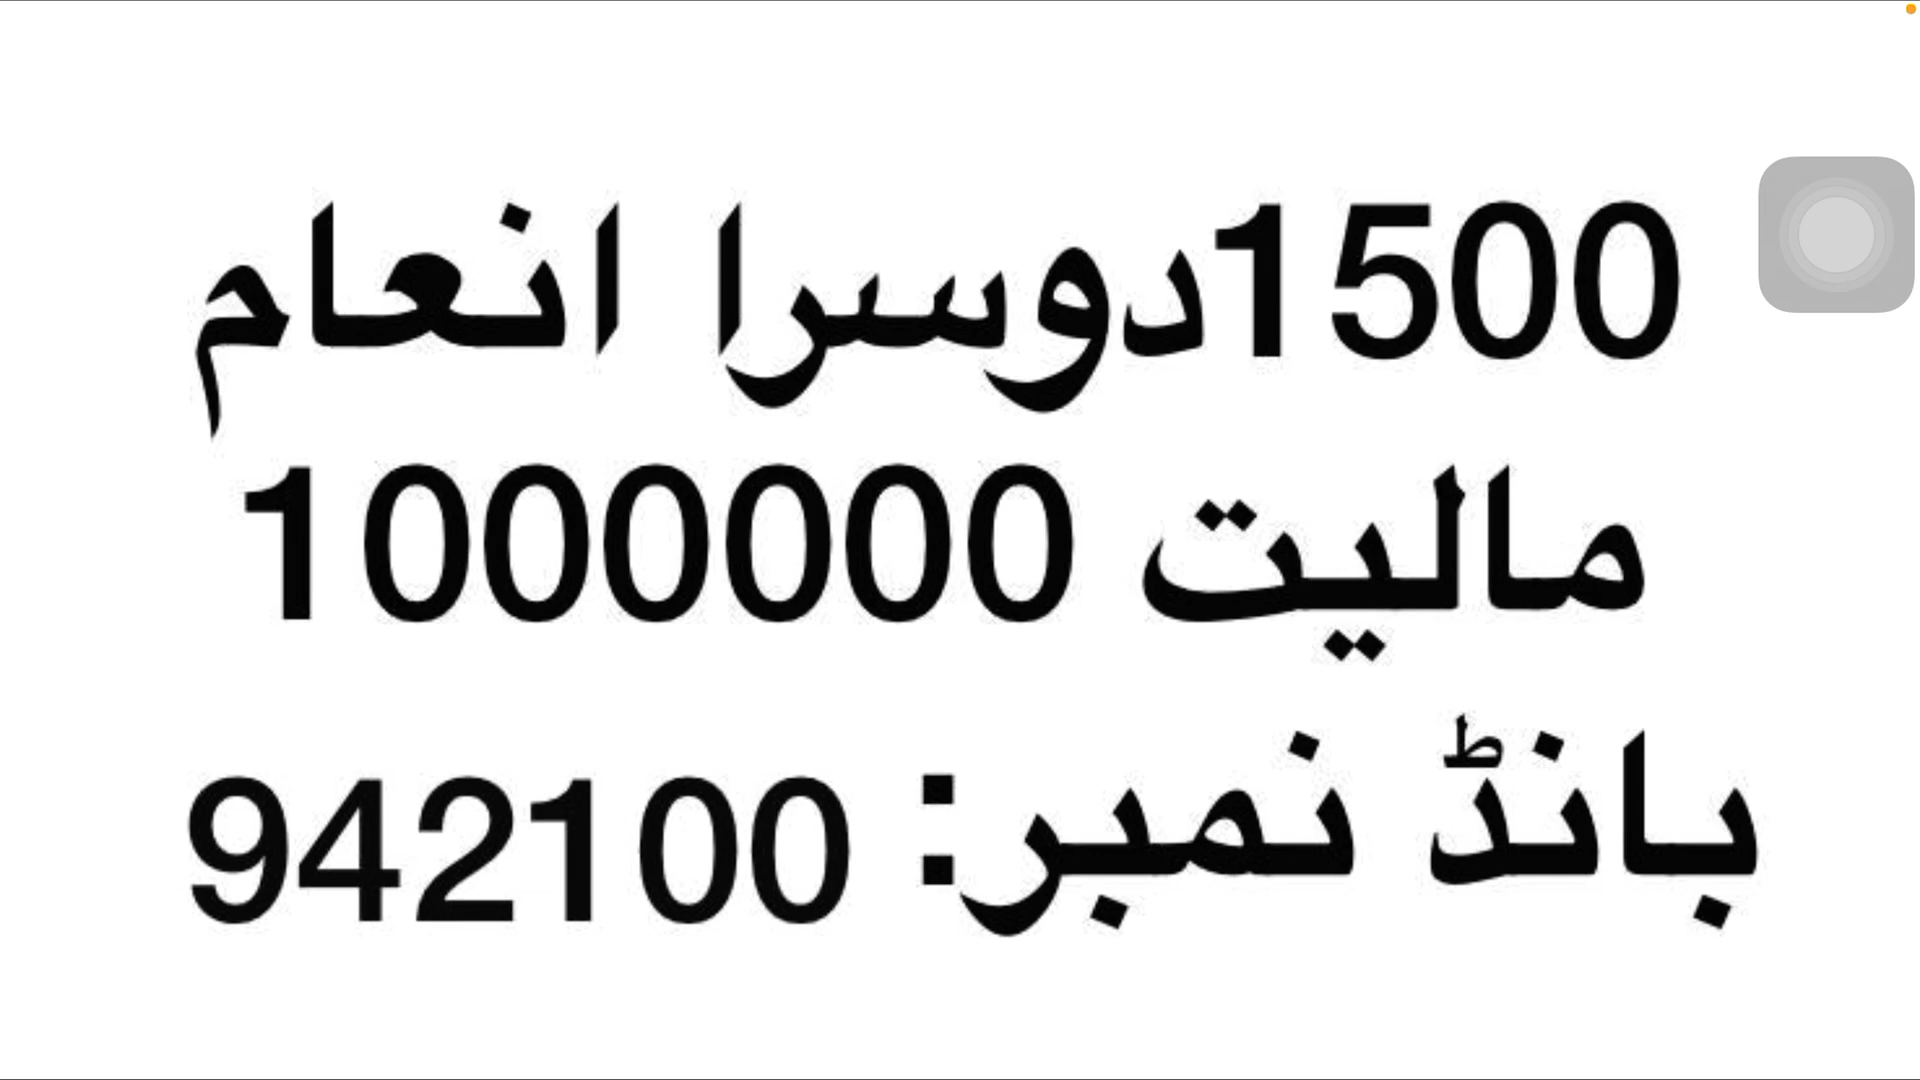 1500دوسرا انعام
مالیت 1000000
بانڈ نمبر: 942100